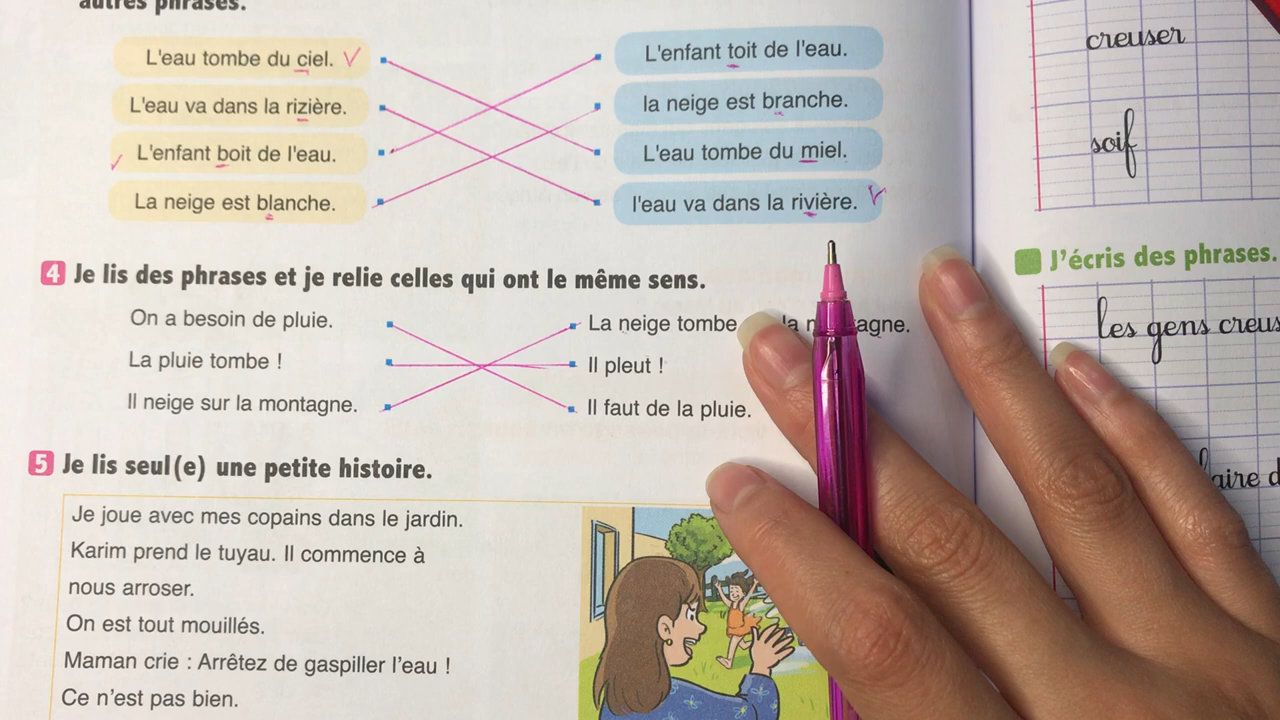 autres phrases.
L'eau tombe du ciel.
L'enfant toit de l'eau.
L'eau va dans la rizière.
la neige est branche.
L'enfant boit de l'eau.
L'eau tombe du miel.
La neige est blanche.
l'eau va dans la rivière.
4 Je lis des phrases et je relie celles qui ont le même sens.
On a besoin de pluie.
La neige tombe la
La pluie tombe !
Il pleut !
Il neige sur la montagne.
Il faut de la pluie.
5 Je lis seul(e) une petite histoire.
Je joue avec mes copains dans le jardin.
Karim prend le tuyau. Il commence à
nous arroser.
On est tout mouillés.
Maman crie : Arrêtez de gaspiller l'eau !
Ce n'est pas bien.
creuser
soif
J'écris des phrases.
les gens